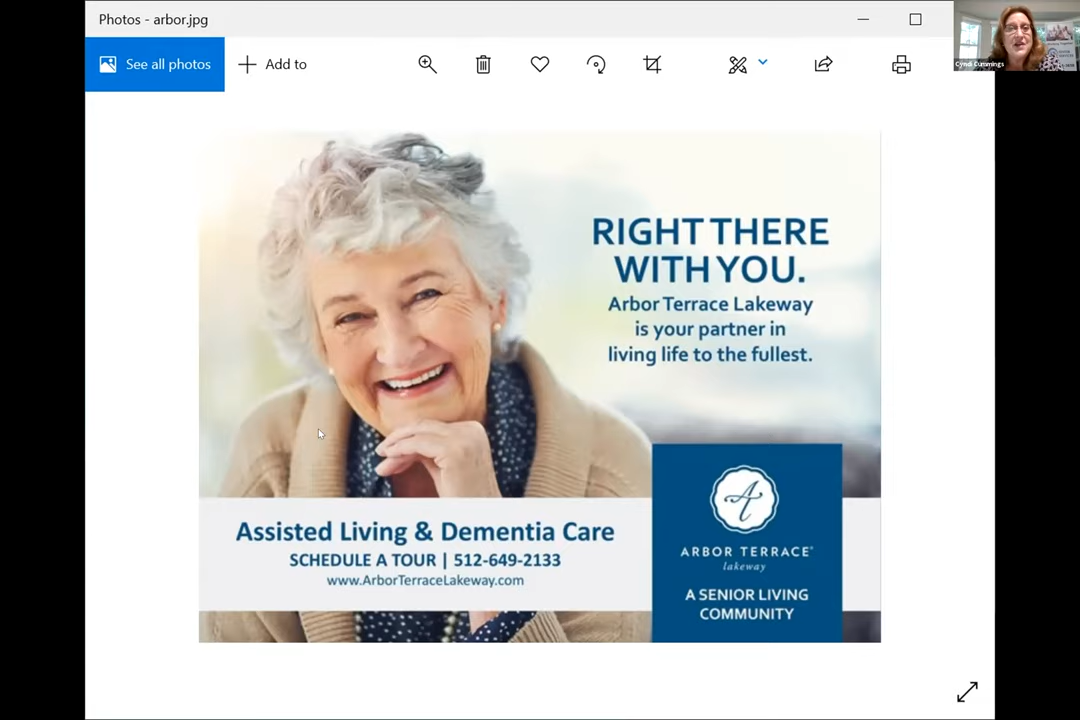 Photos - arbor.jpg
See all photos
Add to
Cyndi Cummings
RIGHT THERE
WITH YOU.
Arbor Terrace Lakeway
is your partner in
living life to the fullest.
Assisted Living & Dementia Care
SCHEDULE A TOUR | 512-649-2133
www.ArborTerraceLakeway.com
A
ARBOR TERRACE®
lakeway
A SENIOR LIVING
COMMUNITY